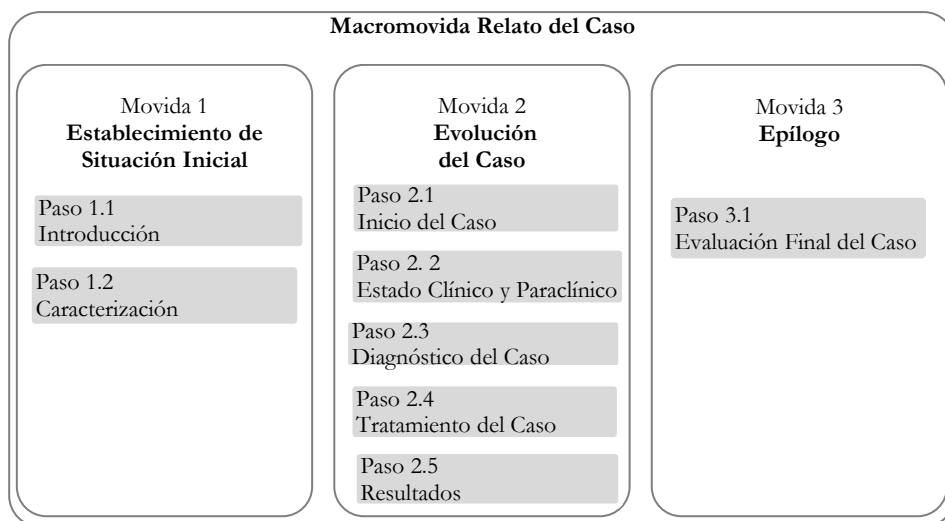 Macromovida Relato del Caso
Movida 1
Establecimiento de
Situación Inicial
Paso 1.1
Introducción
Paso 1.2
Caracterización
Movida 2
Evolución
del Caso
Paso 2.1
Inicio del Caso
Paso 2. 2
Estado Clínico y Paraclínico
Paso 2.3
Diagnóstico del Caso
Paso 2.4
Tratamiento del Caso
Paso 2.5
Resultados
Movida 3
Epílogo
Paso 3.1
Evaluación Final del Caso